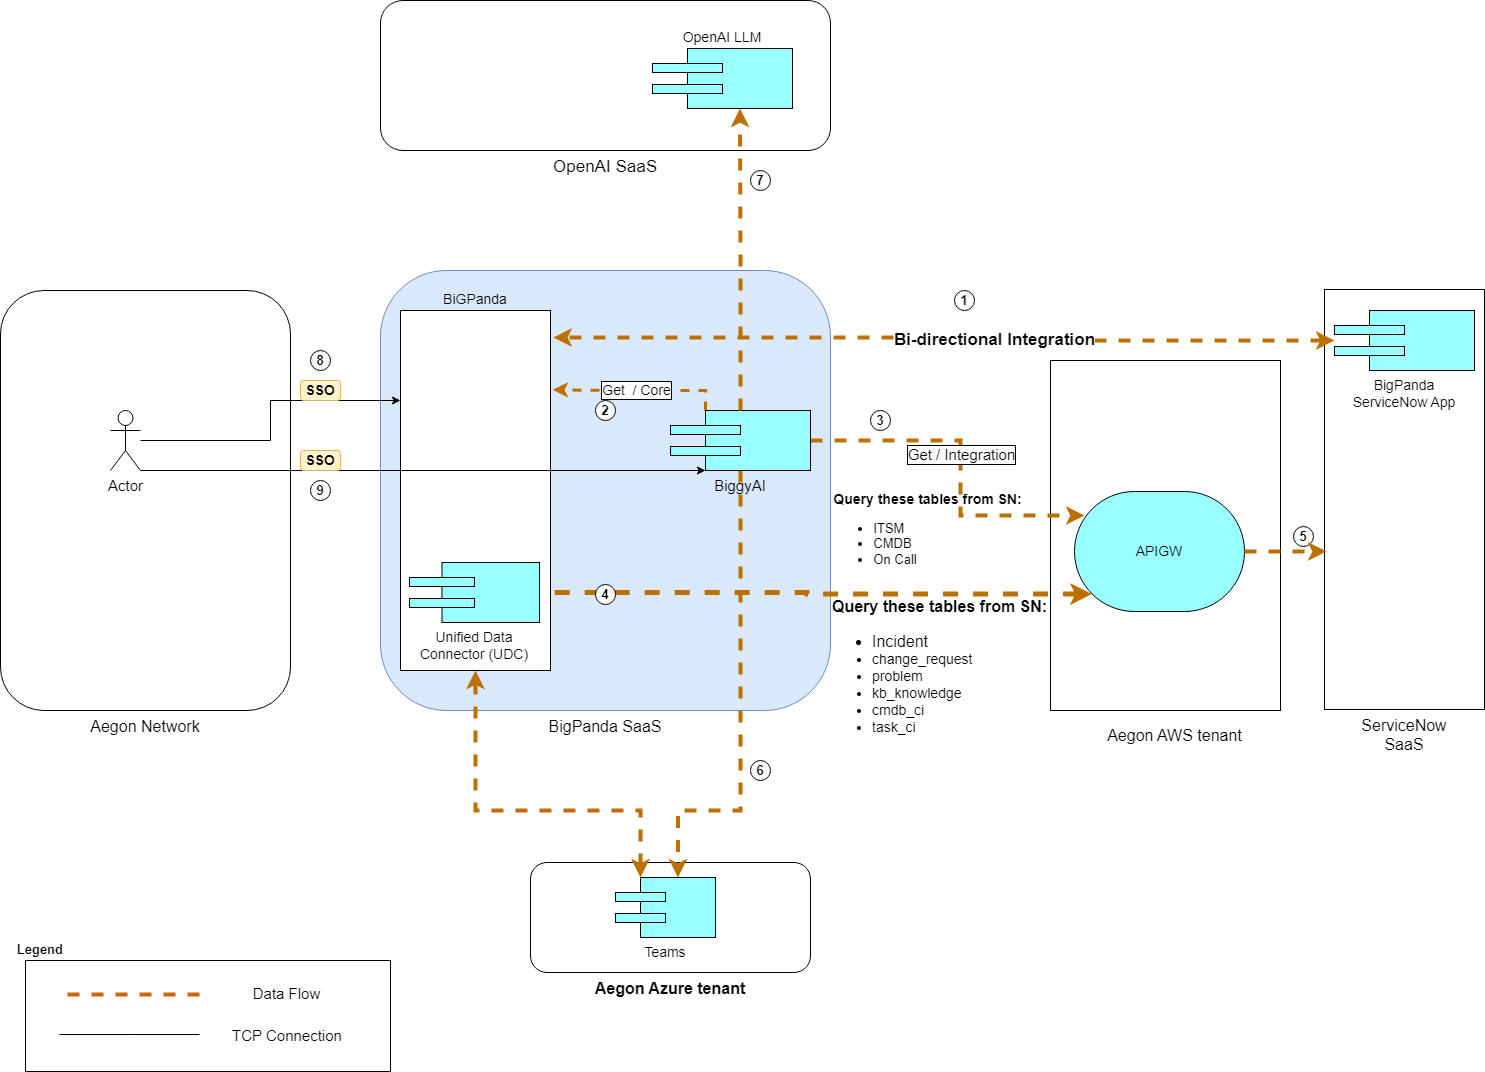 OpenAI LLM
OpenAI SaaS
7
BiGPanda
1
Bi-directional Integration
8
SSO
Get / Core
2
3
BigPanda
ServiceNow App
Get / Integration
SSO
9
Actor
BiggyAI
Query these tables from SN:
ITSM
CMDB
On Call
APIGW
5
4
Query these tables from SN:
Incident
change_request
problem
kb_knowledge
cmdb_ci
task_ci
Unified Data
Connector (UDC)
Aegon Network
BigPanda SaaS
Aegon AWS tenant
ServiceNow
SaaS
6
Teams
Aegon Azure tenant
Legend
Data Flow
TCP Connection